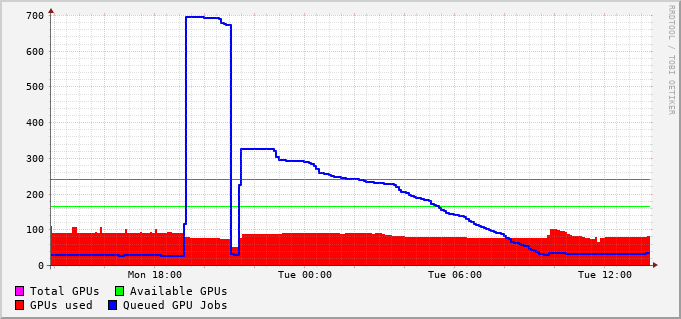 700
600
500
400
300
200
100
0
Mon 18:00 Tue 00:00 Tue 06:00 Tue 12:00
Total GPUs Available GPUs
GPUs used Queued GPU Jobs
RRDTOOL / TOBI OETIKER